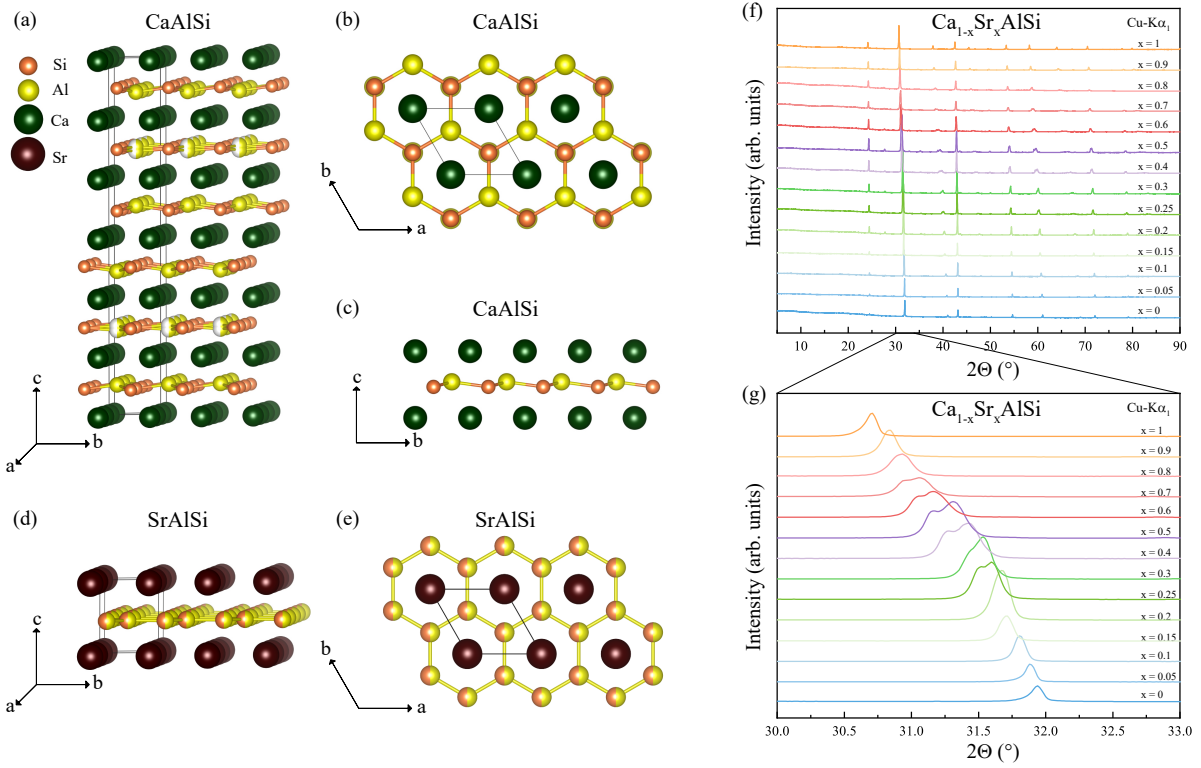 (a)
CaAlSi
Si
Al
Ca
Sr
c
b
a
(b)
CaAlSi
b
a
(c)
CaAlSi
c
b
(d)
SrAlSi
c
b
a
(e)
SrAlSi
b
a
(f)
Ca1-xSrxAlSi
Cu-Kα1
x = 1
x = 0.9
x = 0.8
x = 0.7
x = 0.6
x = 0.5
x = 0.4
x = 0.3
x = 0.25
x = 0.2
x = 0.15
x = 0.1
x = 0.05
x = 0
Intensity (arb. units)
10 20 30 40 50 60 70 80 90
2Θ (°)
(g)
Ca1-xSrxAlSi
Cu-Kα1
x = 1
x = 0.9
x = 0.8
x = 0.7
x = 0.6
x = 0.5
x = 0.4
x = 0.3
x = 0.25
x = 0.2
x = 0.15
x = 0.1
x = 0.05
x = 0
Intensity (arb. units)
30.0 30.5 31.0 31.5 32.0 32.5 33.0
2Θ (°)